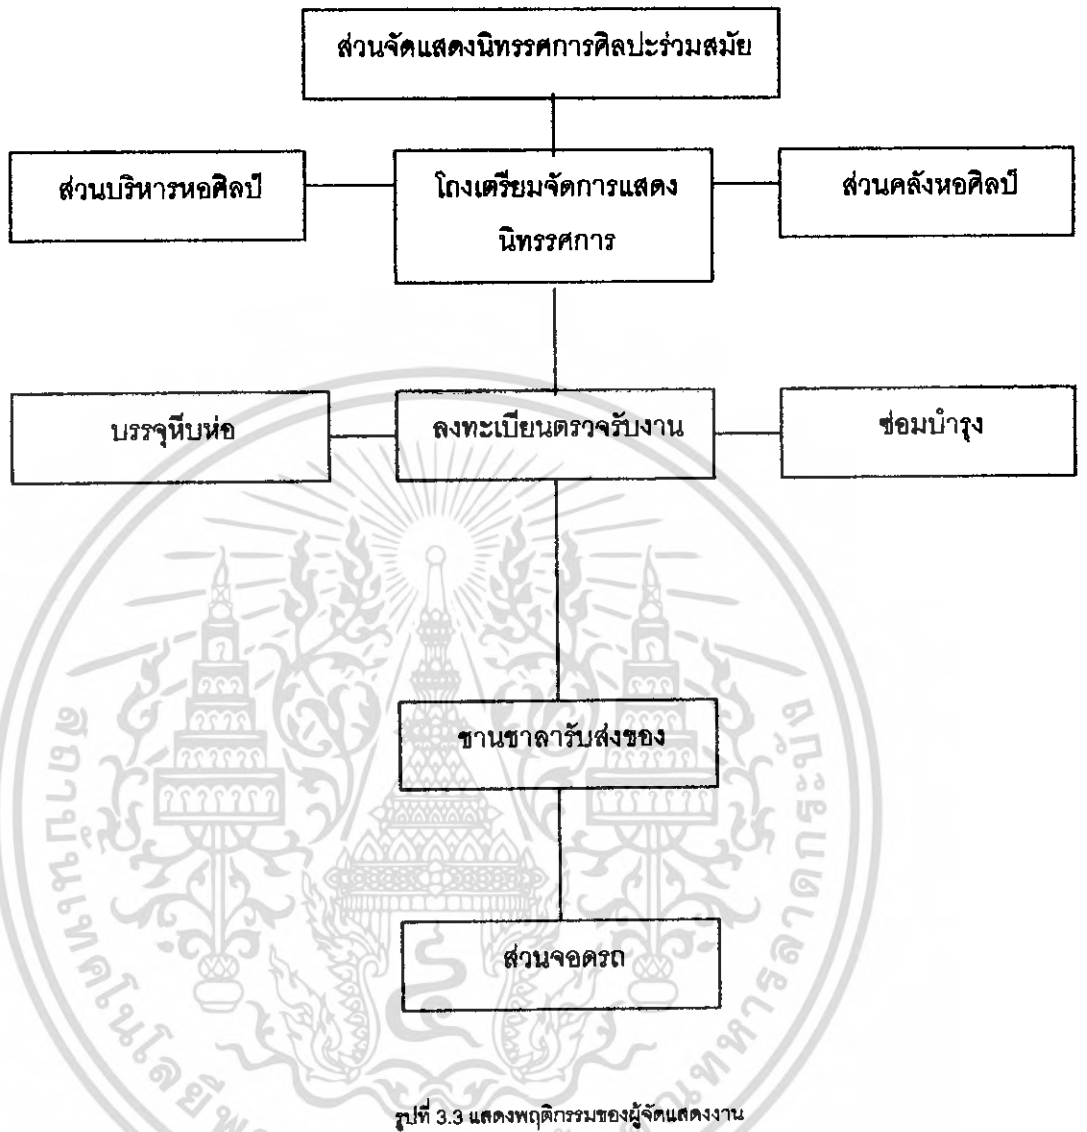 ส่วนจัดแสดงนิทรรศการศิลปะร่วมสมัย
ส่วนบริหารหอศิลป์
โถงเตรียมจัดการแสดง
นิทรรศการ
ส่วนคลังหอศิลป์
บรรจุหีบห่อ
ลงทะเบียนตรวจรับงาน
ซ่อมบำรุง
ชานชาลารับส่งของ
ส่วนจอดรถ
รูปที่ 3.3 แสดงพฤติกรรมของผู้จัดแสดงงาน